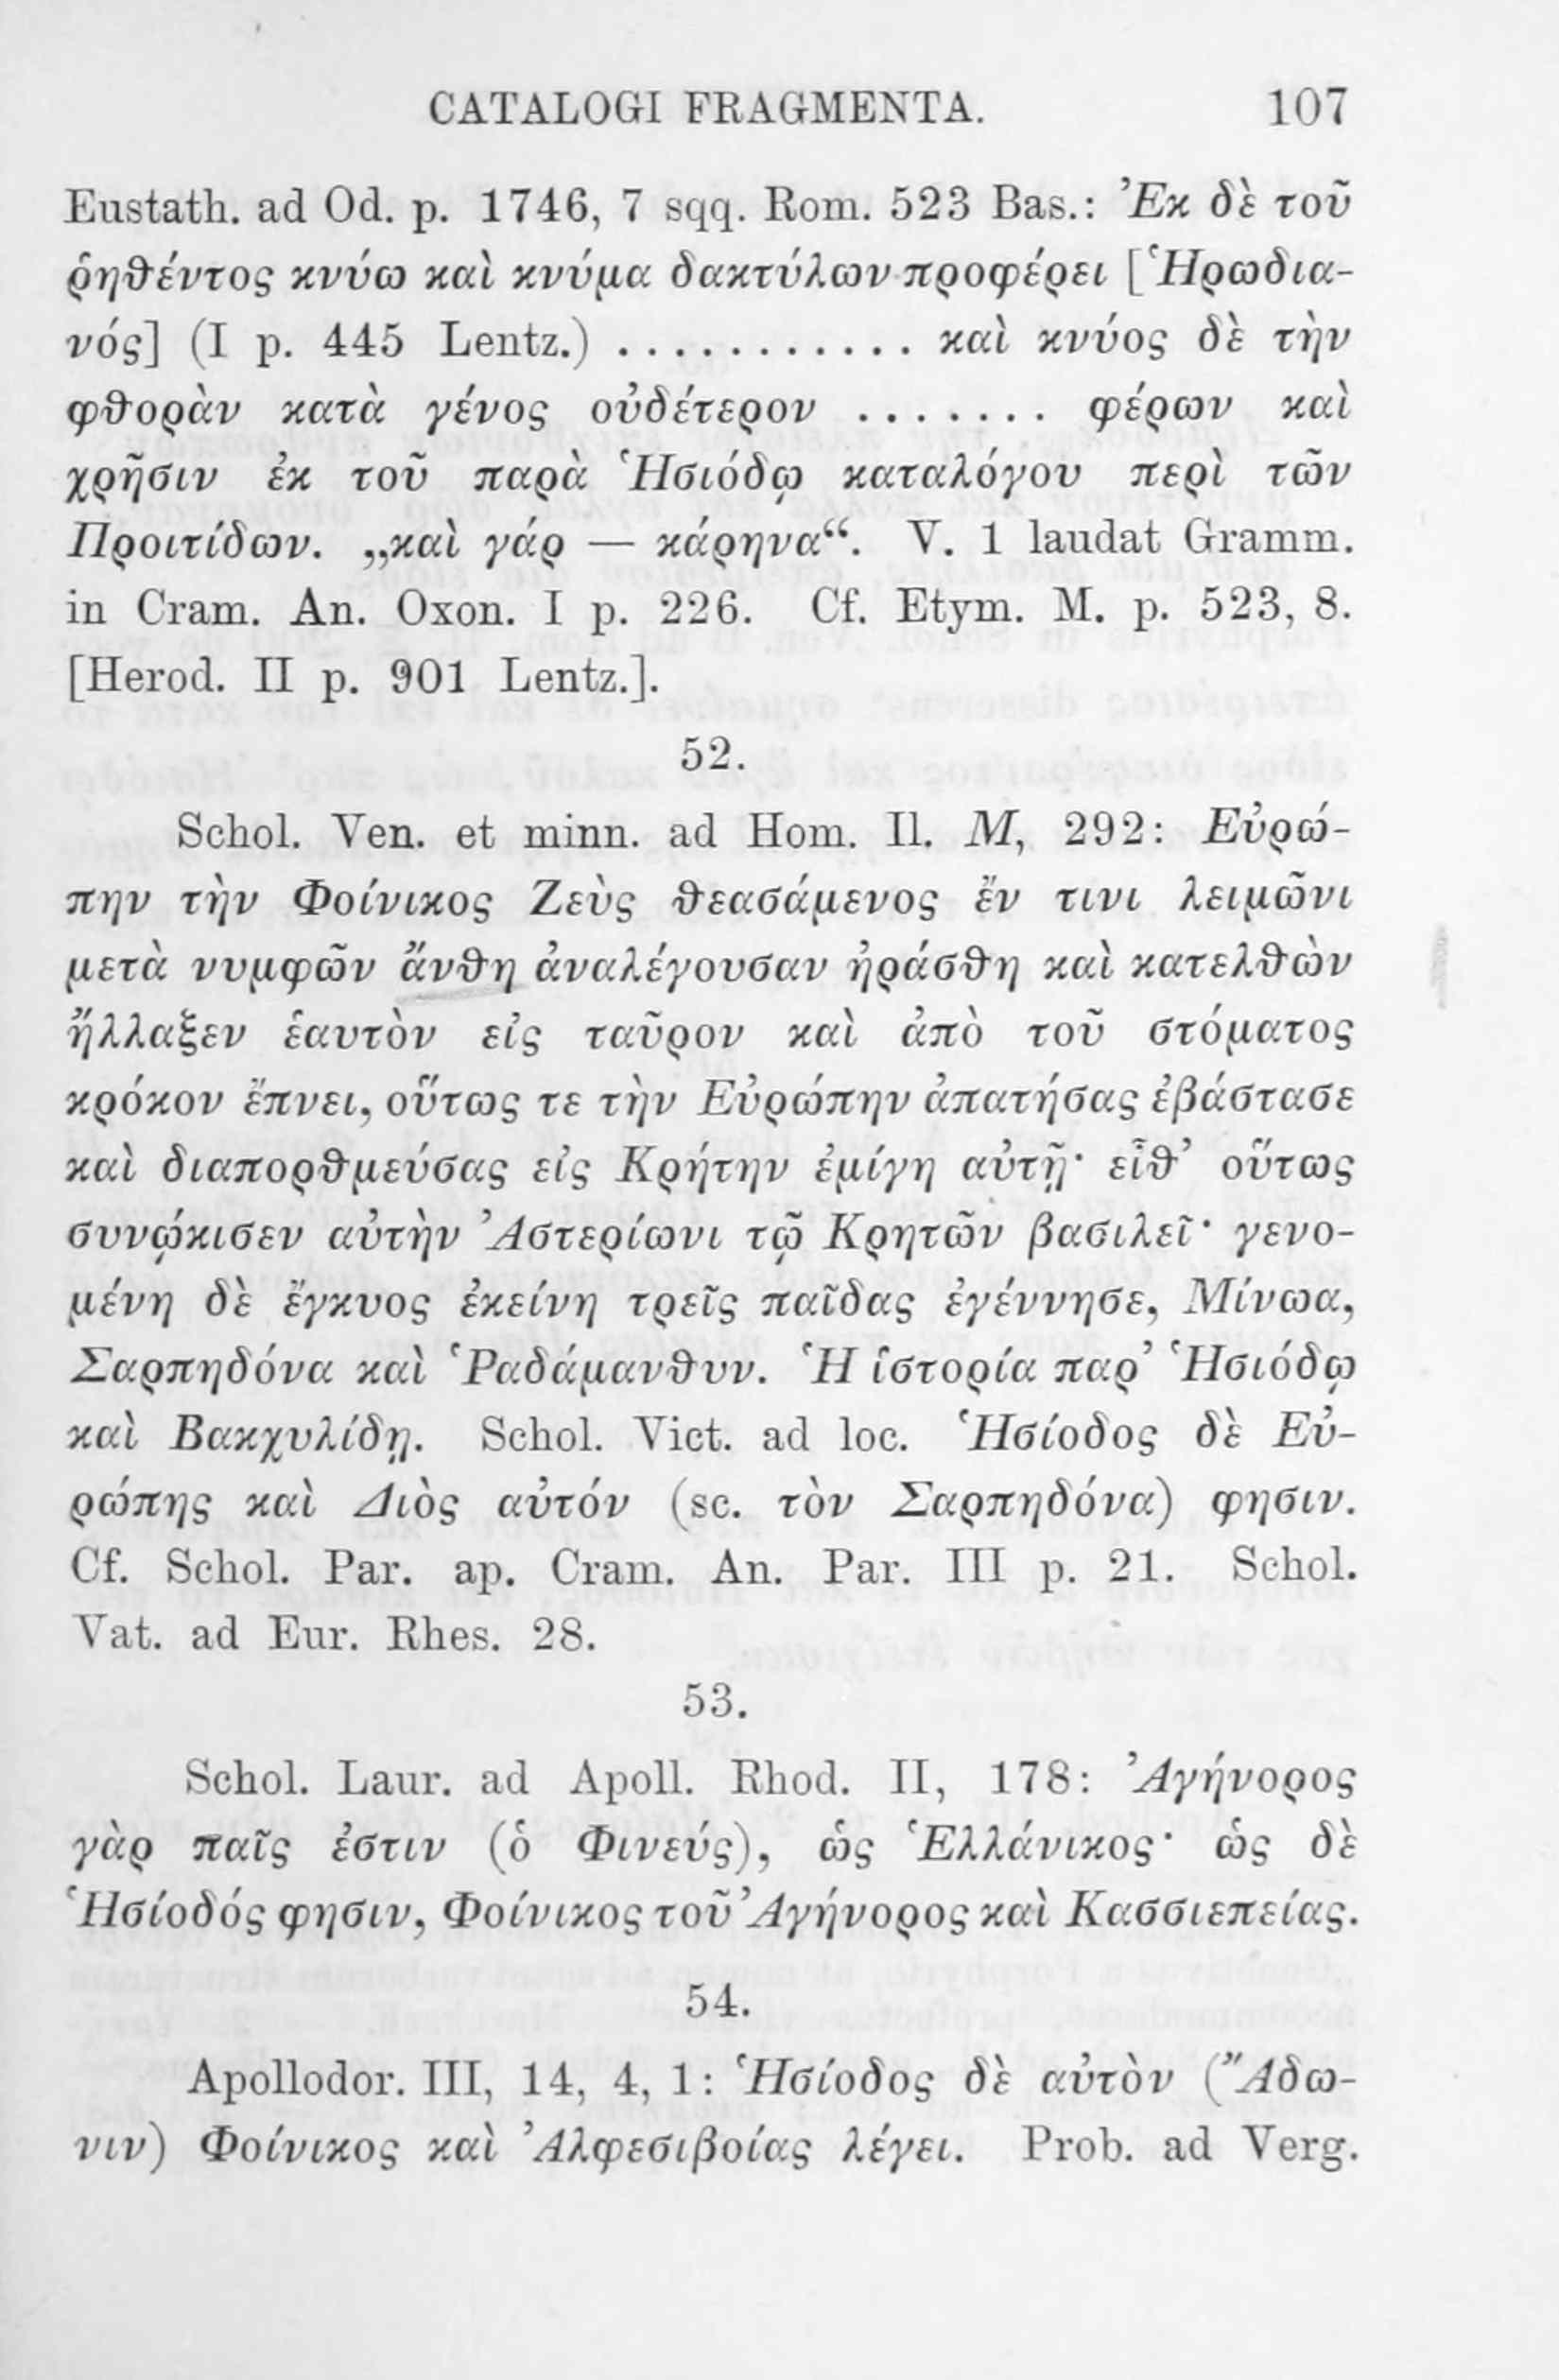 CATALOGI FRAGMENTA. 107
Eustath. ad Od. p. 1746, 7 sqq. Rom. 523 Bas.: Ἐκ δὲ τοῦ
ῥηθέντος κνύω καὶ κνύμα δακτύλων προφέρει [Ἡρωδια-
νός] (I p. 445 Lentz.) . . . . . . . . . . . καὶ κνύος δὲ τὴν
φθορὰν κατὰ γένος οὐδέτερον . . . . . . . φέρων καὶ
χρῆσιν ἐκ τοῦ παρὰ Ἡσιόδῳ καταλόγου περὶ τῶν
Προιτίδων. „καὶ γάρ — κάρηνα“. V. 1 laudat Gramm.
in Cram. An. Oxon. I p. 226. Cf. Etym. M. p. 523, 8.
[Herod. II p. 901 Lentz.].
52.
Schol. Ven. et minn. ad Hom. Il. M, 292: Εὐρώ-
πην τὴν Φοίνικος Ζεὺς θεασάμενος ἔν τινι λειμῶνι
μετὰ νυμφῶν ἄνθη ἀναλέγουσαν ἠράσθη καὶ κατελθὼν
ἤλλαξεν ἑαυτὸν εἰς ταῦρον καὶ ἀπὸ τοῦ στόματος
κρόκον ἔπνει, οὕτως τε τὴν Εὐρώπην ἀπατήσας ἐβάστασε
καὶ διαπορθμεύσας εἰς Κρήτην ἐμίγη αὐτῇ· εἶθ’ οὕτως
συνῴκισεν αὐτὴν Ἀστερίωνι τῷ Κρητῶν βασιλεῖ· γενο-
μένη δὲ ἔγκυος ἐκείνη τρεῖς παῖδας ἐγέννησε, Μίνωα,
Σαρπηδόνα καὶ Ῥαδάμανθυν. Ἡ ἱστορία παρ’ Ἡσιόδῳ
καὶ Βακχυλίδῃ. Schol. Vict. ad loc. Ἡσίοδος δὲ Εὐ-
ρώπης καὶ Διὸς αὐτόν (sc. τὸν Σαρπηδόνα) φησιν.
Cf. Schol. Par. ap. Cram. An. Par. III p. 21. Schol.
Vat. ad Eur. Rhes. 28.
53.
Schol. Laur. ad Apoll. Rhod. II, 178: Ἀγήνορος
γὰρ παῖς ἐστιν (ὁ Φινεύς), ὡς Ἑλλάνικος· ὡς δὲ
Ἡσίοδός φησιν, Φοίνικος τοῦ Ἀγήνορος καὶ Κασσιεπείας.
54.
Apollodor. III, 14, 4, 1: Ἡσίοδος δὲ αὐτὸν (Ἄδω-
νιν) Φοίνικος καὶ Ἀλφεσιβοίας λέγει. Prob. ad Verg.